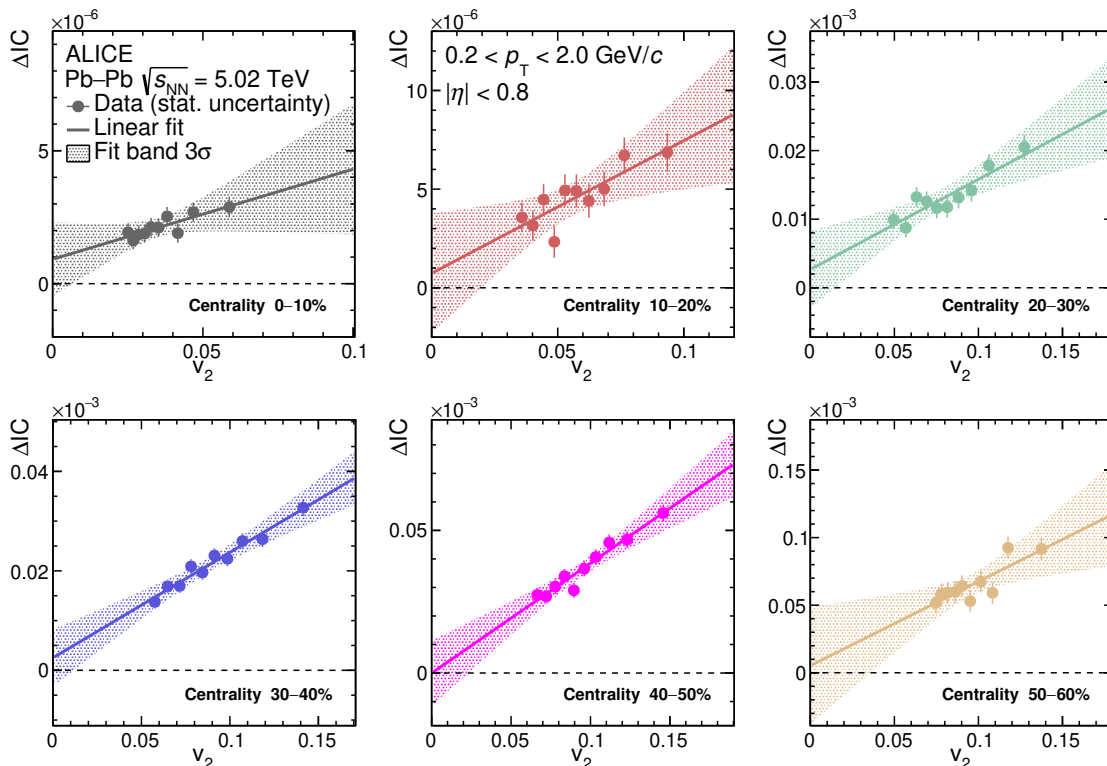 ×10⁻⁶
ΔIC
ALICE
Pb–Pb √s_NN = 5.02 TeV
Data (stat. uncertainty)
Linear fit
Fit band 3σ
5
0
Centrality 0–10%
0 0.05 0.1
v₂
×10⁻⁶
ΔIC
0.2 < p_T < 2.0 GeV/c
|η| < 0.8
10
5
0
Centrality 10–20%
0 0.05 0.1
v₂
×10⁻³
ΔIC
0.03
0.02
0.01
0
Centrality 20–30%
0 0.05 0.1 0.15
v₂
×10⁻³
ΔIC
0.04
0.02
0
Centrality 30–40%
0 0.05 0.1 0.15
v₂
×10⁻³
ΔIC
0.05
0
Centrality 40–50%
0 0.05 0.1 0.15
v₂
×10⁻³
ΔIC
0.15
0.1
0.05
0
Centrality 50–60%
0 0.05 0.1 0.15
v₂